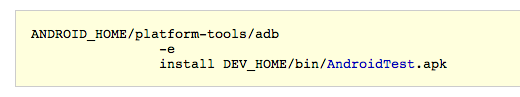 ANDROID_HOME/platform-tools/adb
-e
install DEV_HOME/bin/AndroidTest.apk